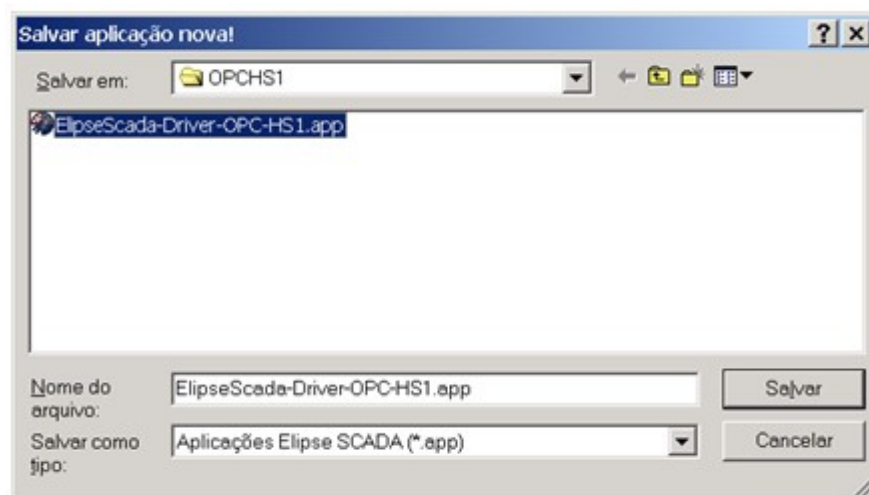 Salvar aplicação nova!
Salvar em: OPCHS1
ElipseScada-Driver-OPC-HS1.app
Nome do arquivo: ElipseScada-Driver-OPC-HS1.app Salvar
Salvar como tipo: Aplicações Elipse SCADA (*.app) Cancelar